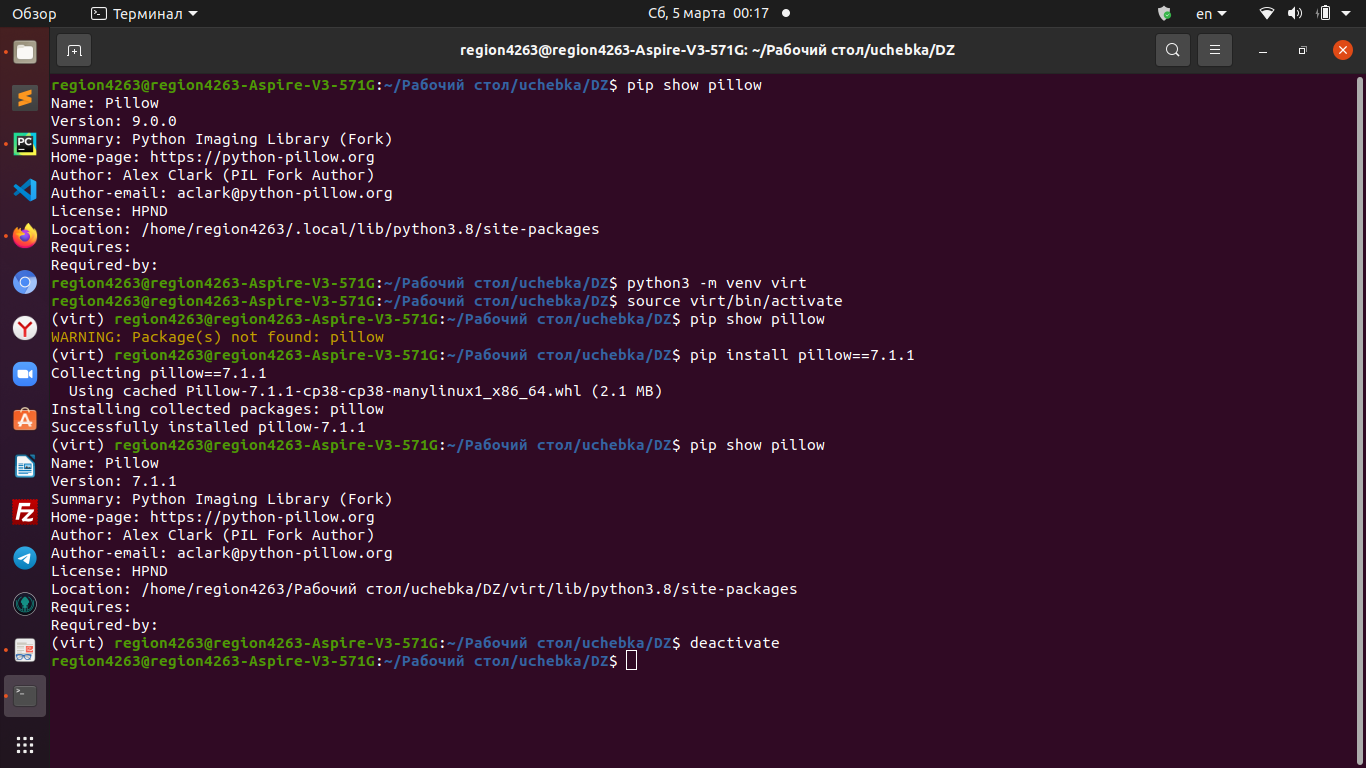 Обзор
Терминал
Сб, 5 марта 00:17
en
region4263@region4263-Aspire-V3-571G: ~/Рабочий стол/uchebka/DZ
region4263@region4263-Aspire-V3-571G:~/Рабочий стол/uchebka/DZ$ pip show pillow
Name: Pillow
Version: 9.0.0
Summary: Python Imaging Library (Fork)
Home-page: https://python-pillow.org
Author: Alex Clark (PIL Fork Author)
Author-email: aclark@python-pillow.org
License: HPND
Location: /home/region4263/.local/lib/python3.8/site-packages
Requires:
Required-by:
region4263@region4263-Aspire-V3-571G:~/Рабочий стол/uchebka/DZ$ python3 -m venv virt
region4263@region4263-Aspire-V3-571G:~/Рабочий стол/uchebka/DZ$ source virt/bin/activate
(virt) region4263@region4263-Aspire-V3-571G:~/Рабочий стол/uchebka/DZ$ pip show pillow
WARNING: Package(s) not found: pillow
(virt) region4263@region4263-Aspire-V3-571G:~/Рабочий стол/uchebka/DZ$ pip install pillow==7.1.1
Collecting pillow==7.1.1
  Using cached Pillow-7.1.1-cp38-cp38-manylinux1_x86_64.whl (2.1 MB)
Installing collected packages: pillow
Successfully installed pillow-7.1.1
(virt) region4263@region4263-Aspire-V3-571G:~/Рабочий стол/uchebka/DZ$ pip show pillow
Name: Pillow
Version: 7.1.1
Summary: Python Imaging Library (Fork)
Home-page: https://python-pillow.org
Author: Alex Clark (PIL Fork Author)
Author-email: aclark@python-pillow.org
License: HPND
Location: /home/region4263/Рабочий стол/uchebka/DZ/virt/lib/python3.8/site-packages
Requires:
Required-by:
(virt) region4263@region4263-Aspire-V3-571G:~/Рабочий стол/uchebka/DZ$ deactivate
region4263@region4263-Aspire-V3-571G:~/Рабочий стол/uchebka/DZ$